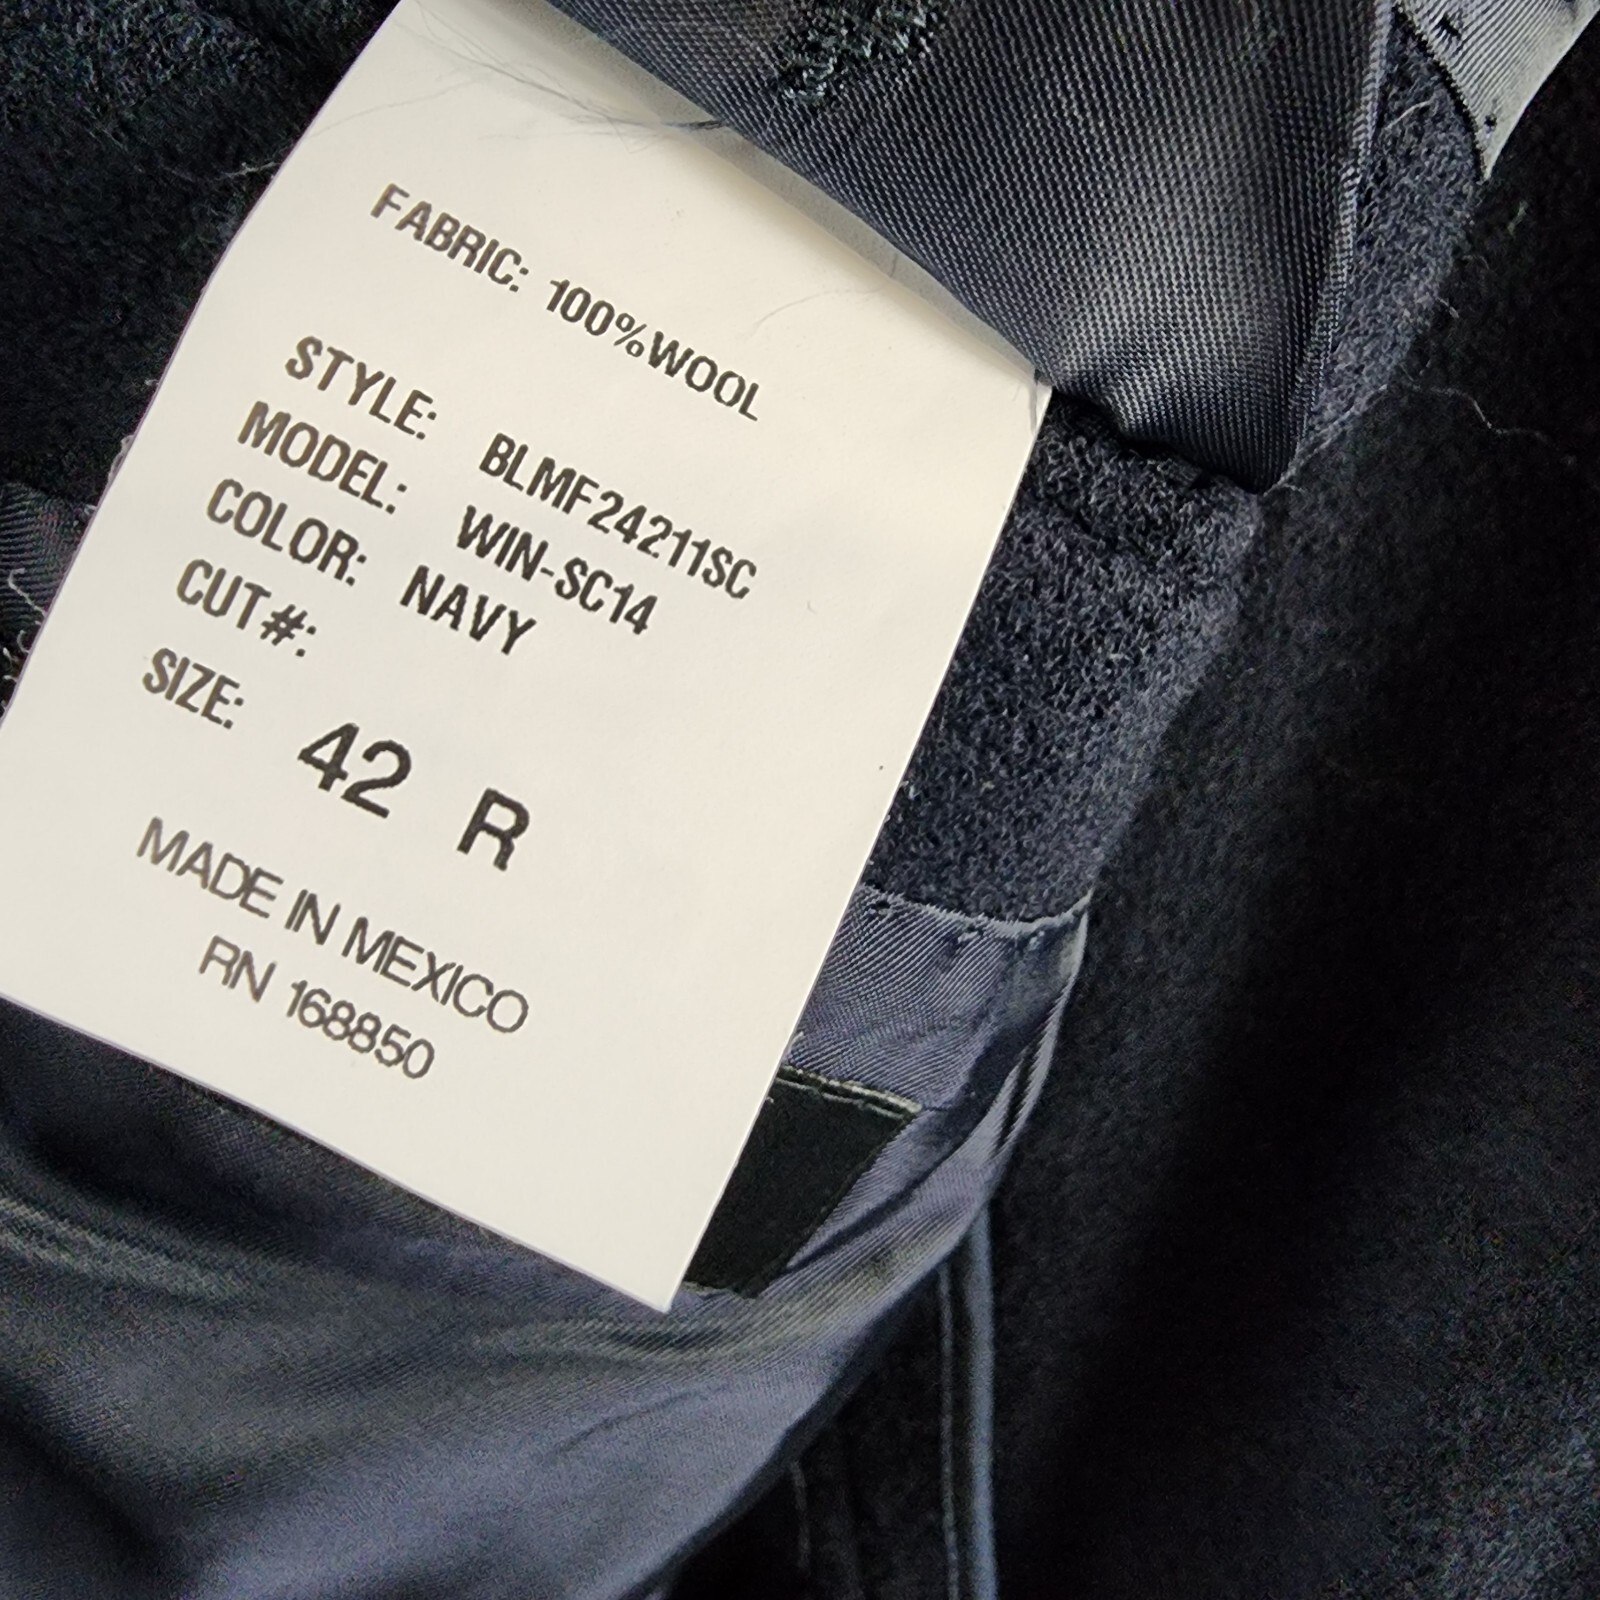 FABRIC: 100%WOOL
STYLE: BLMF24211SC
MODEL: WIN-SC14
COLOR: NAVY
CUT#:
SIZE: 42 R
MADE IN MEXICO
RN 168850